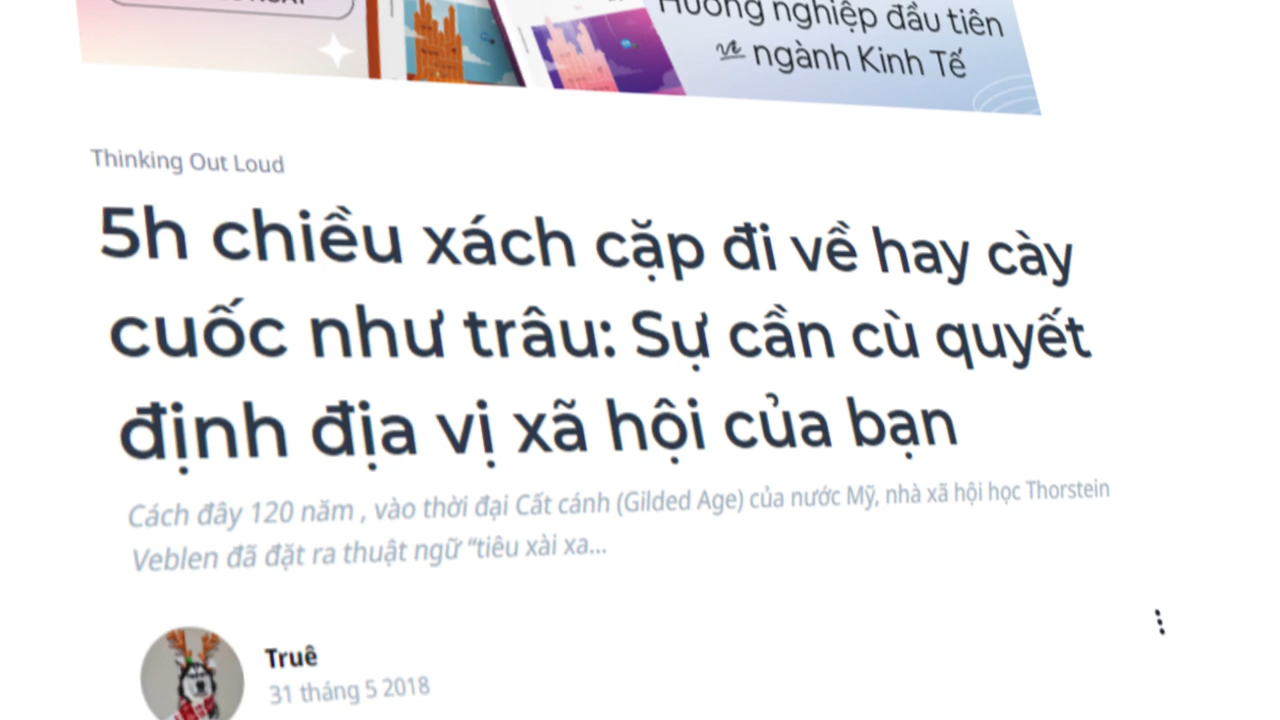 Hướng nghiệp đầu tiên
về ngành Kinh Tế
Thinking Out Loud
5h chiều xách cặp đi về hay cày
cuốc như trâu: Sự cần cù quyết
định địa vị xã hội của bạn
Cách đây 120 năm , vào thời đại Cất cánh (Gilded Age) của nước Mỹ, nhà xã hội học Thorstein
Veblen đã đặt ra thuật ngữ “tiêu xài xa...
Truê
31 tháng 5 2018